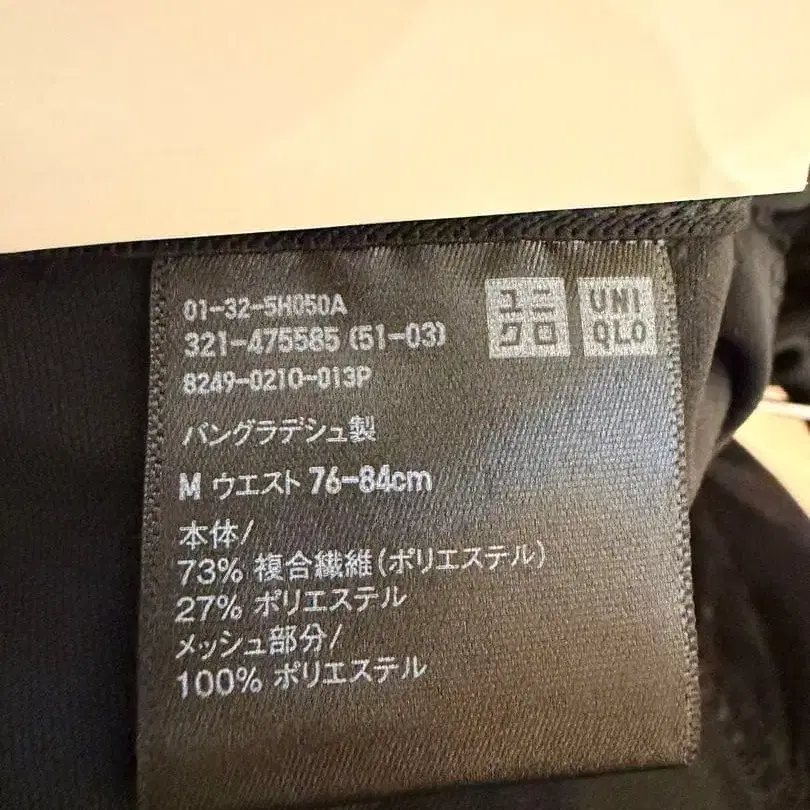 01-32-5H050A
321-475585 (51-03)
8249-0210-013P
ユニ
クロ
UNI
QLO
バングラデシュ製
M ウエスト 76-84cm
本体/
73% 複合繊維(ポリエステル)
27% ポリエステル
メッシュ部分/
100% ポリエステル